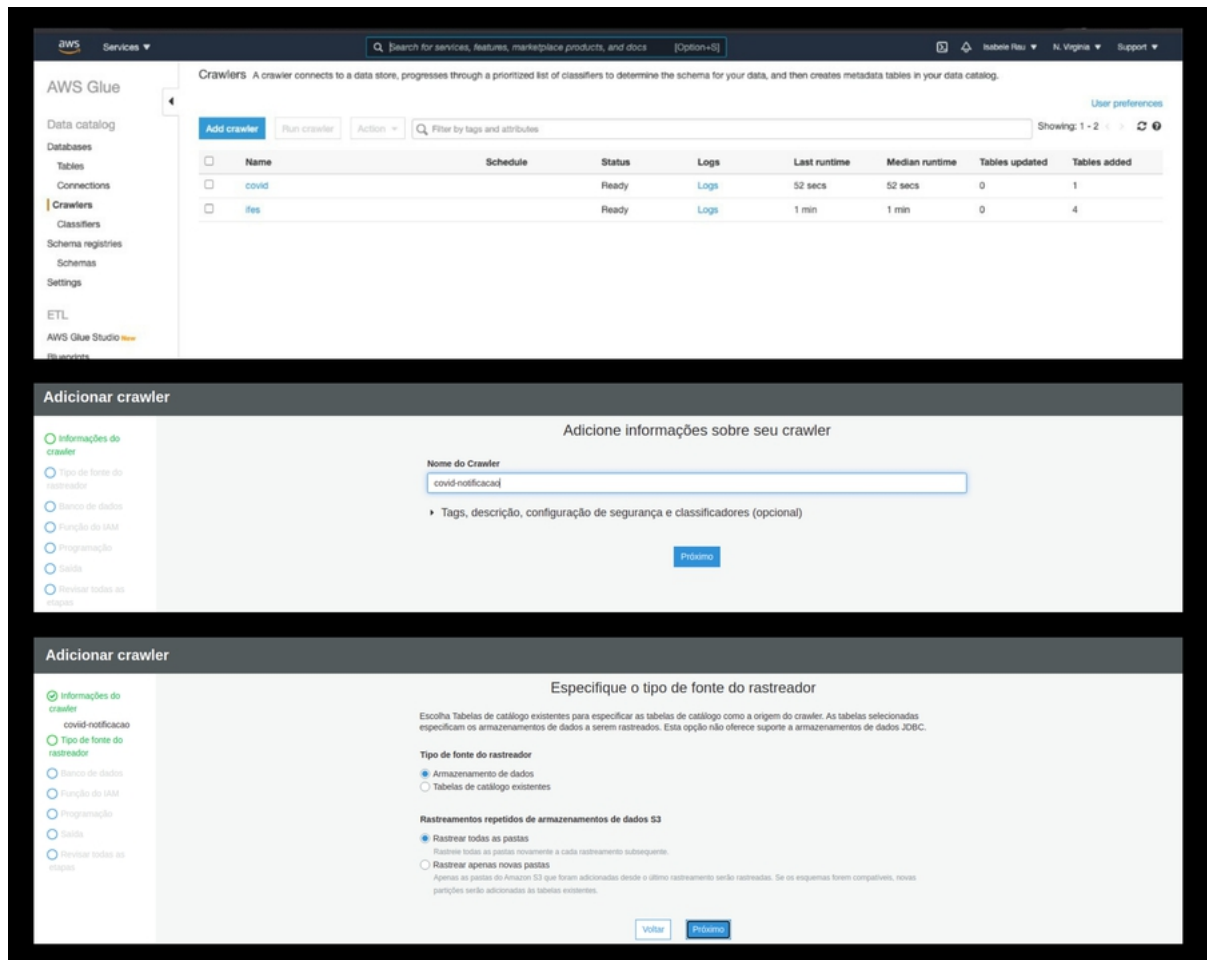 aws Services ▼ Search for services, features, marketplace products, and docs [Option+S] Isabele Rau ▼ N. Virginia ▼ Support ▼
AWS Glue
Crawlers A crawler connects to a data store, progresses through a prioritized list of classifiers to determine the schema for your data, and then creates metadata tables in your data catalog.
User preferences
Data catalog
Add crawler Run crawler Action Filter by tags and attributes Showing: 1 - 2
Databases
Tables
Connections
Crawlers
Classifiers
Schema registries
Schemas
Settings
ETL
AWS Glue Studio New
Blueprints
Name Schedule Status Logs Last runtime Median runtime Tables updated Tables added
covid Ready Logs 52 secs 52 secs 0 1
ifes Ready Logs 1 min 1 min 0 4
Adicionar crawler
Informações do
crawler
Tipo de fonte do
rastreador
Banco de dados
Função do IAM
Programação
Saída
Revisar todas as
etapas
Adicione informações sobre seu crawler
Nome do Crawler
covid-notificacao
Tags, descrição, configuração de segurança e classificadores (opcional)
Próximo
Adicionar crawler
Informações do
crawler
covid-notificacao
Tipo de fonte do
rastreador
Banco de dados
Função do IAM
Programação
Saída
Revisar todas as
etapas
Especifique o tipo de fonte do rastreador
Escolha Tabelas de catálogo existentes para especificar as tabelas de catálogo como a origem do crawler. As tabelas selecionadas
especificam os armazenamentos de dados a serem rastreados. Esta opção não oferece suporte a armazenamentos de dados JDBC.
Tipo de fonte de rastreador
Armazenamento de dados
Tabelas de catálogo existentes
Rastreamentos repetidos de armazenamentos de dados S3
Rastrear todas as pastas
Rastreie todas as pastas novamente a cada rastreamento subsequente.
Rastrear apenas novas pastas
Apenas as pastas do Amazon S3 que foram adicionadas desde o último rastreamento serão rastreadas. Se os esquemas forem compatíveis, novas
partições serão adicionadas às tabelas existentes.
Voltar Próximo